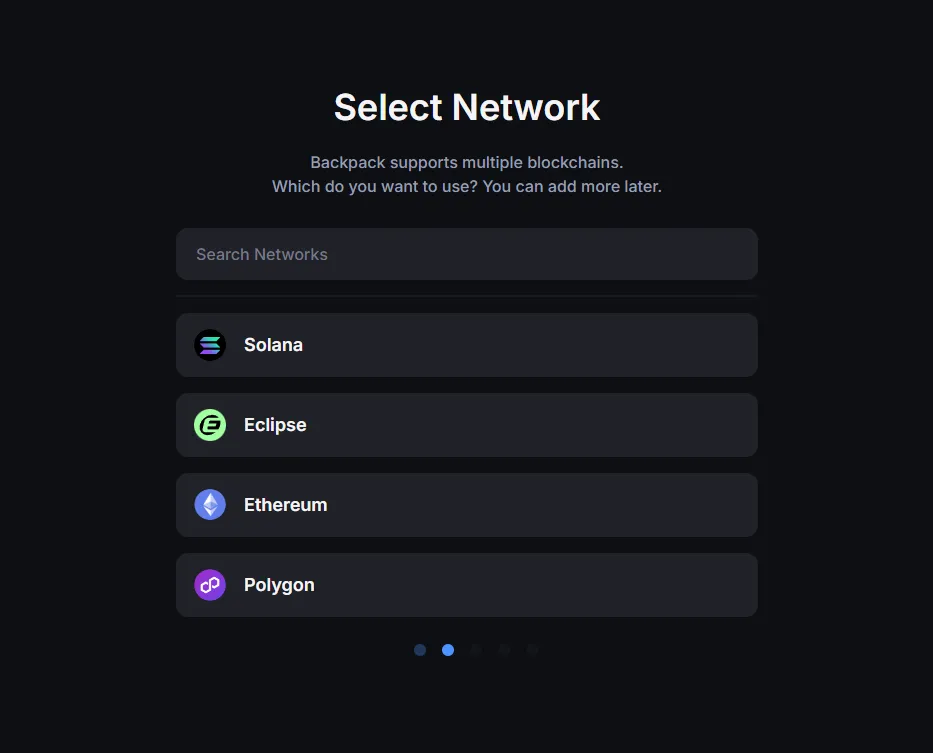 Select Network
Backpack supports multiple blockchains.
Which do you want to use? You can add more later.
Search Networks
Solana
Eclipse
Ethereum
Polygon